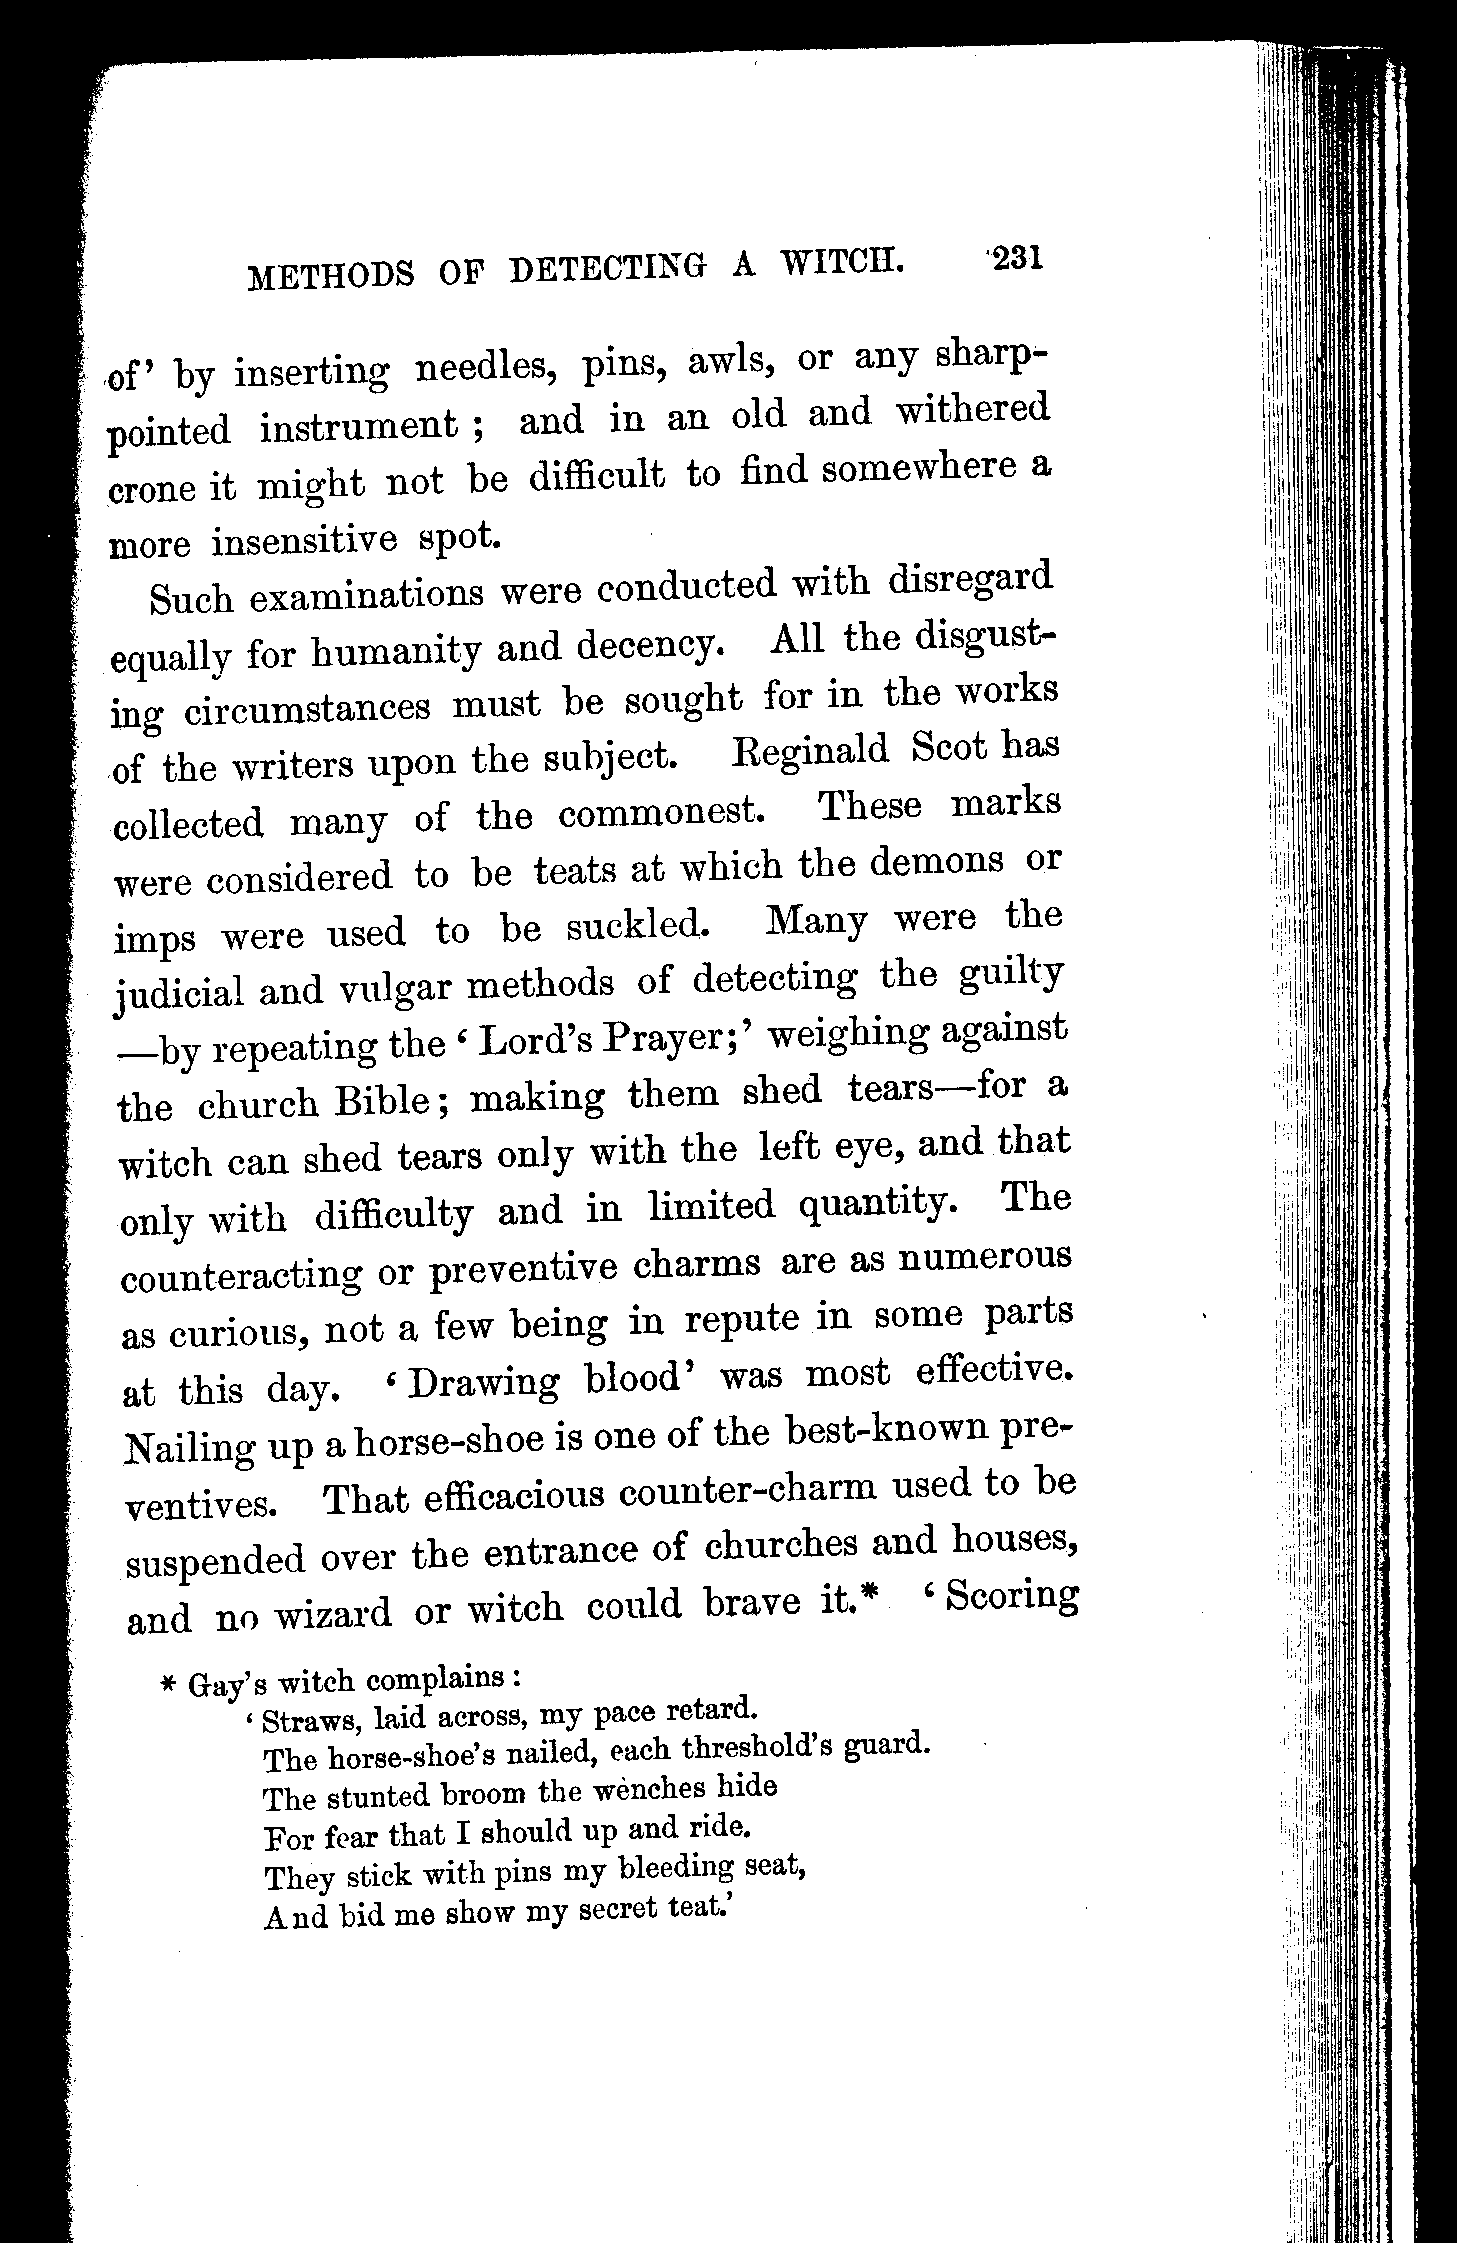 METHODS OF DETECTING A WITCH. 231
of’ by inserting needles, pins, awls, or any sharp-
pointed instrument ; and in an old and withered
crone it might not be difficult to find somewhere a
more insensitive spot.
Such examinations were conducted with disregard
equally for humanity and decency. All the disgust-
ing circumstances must be sought for in the works
of the writers upon the subject. Reginald Scot has
collected many of the commonest. These marks
were considered to be teats at which the demons or
imps were used to be suckled. Many were the
judicial and vulgar methods of detecting the guilty
—by repeating the ‘ Lord’s Prayer;’ weighing against
the church Bible; making them shed tears—for a
witch can shed tears only with the left eye, and that
only with difficulty and in limited quantity. The
counteracting or preventive charms are as numerous
as curious, not a few being in repute in some parts
at this day. ‘ Drawing blood’ was most effective.
Nailing up a horse-shoe is one of the best-known pre-
ventives. That efficacious counter-charm used to be
suspended over the entrance of churches and houses,
and no wizard or witch could brave it.* ‘ Scoring
* Gay’s witch complains :
‘ Straws, laid across, my pace retard.
The horse-shoe’s nailed, each threshold’s guard.
The stunted broom the wenches hide
For fear that I should up and ride.
They stick with pins my bleeding seat,
And bid me show my secret teat.’